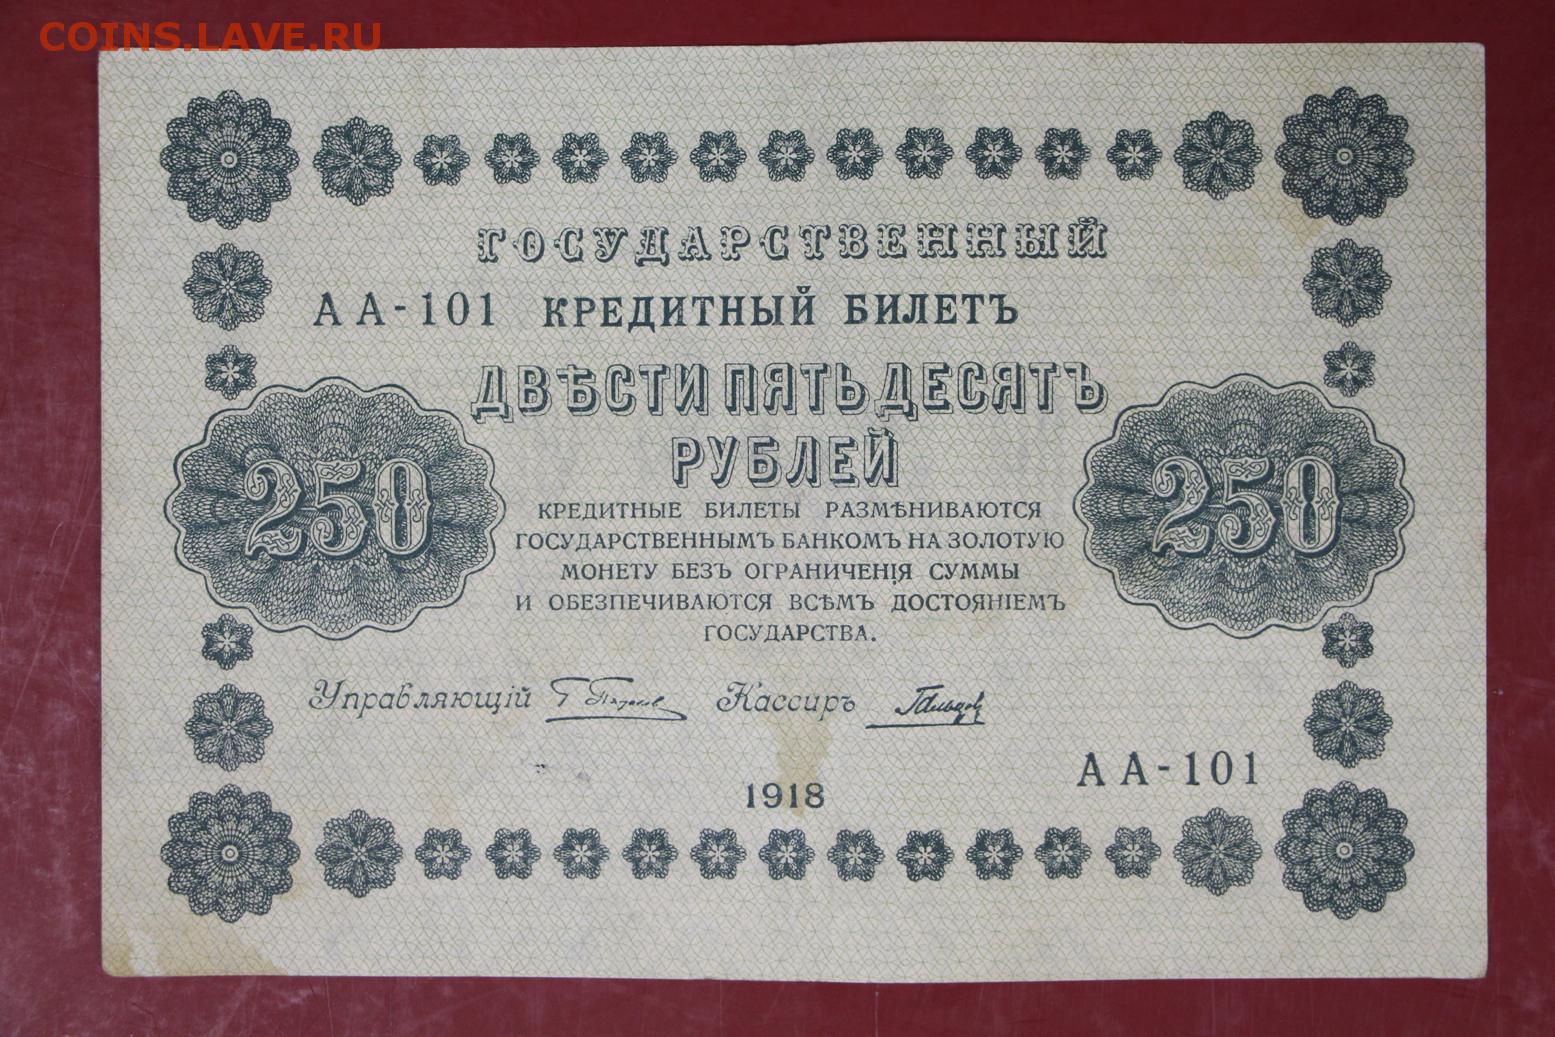 COINS.LAVE.RU
ГОСУДАРСТВЕННЫЙ
АА-101 КРЕДИТНЫЙ БИЛЕТЪ
ДВѢСТИ ПЯТЬДЕСЯТЪ
РУБЛЕЙ
250
250
КРЕДИТНЫЕ БИЛЕТЫ РАЗМѢНИВАЮТСЯ
ГОСУДАРСТВЕННЫМЪ БАНКОМЪ НА ЗОЛОТУЮ
МОНЕТУ БЕЗЪ ОГРАНИЧЕНІЯ СУММЫ
И ОБЕЗПЕЧИВАЮТСЯ ВСѢМЪ ДОСТОЯНІЕМЪ
ГОСУДАРСТВА.
Управляющій Кассиръ
АА-101
1918